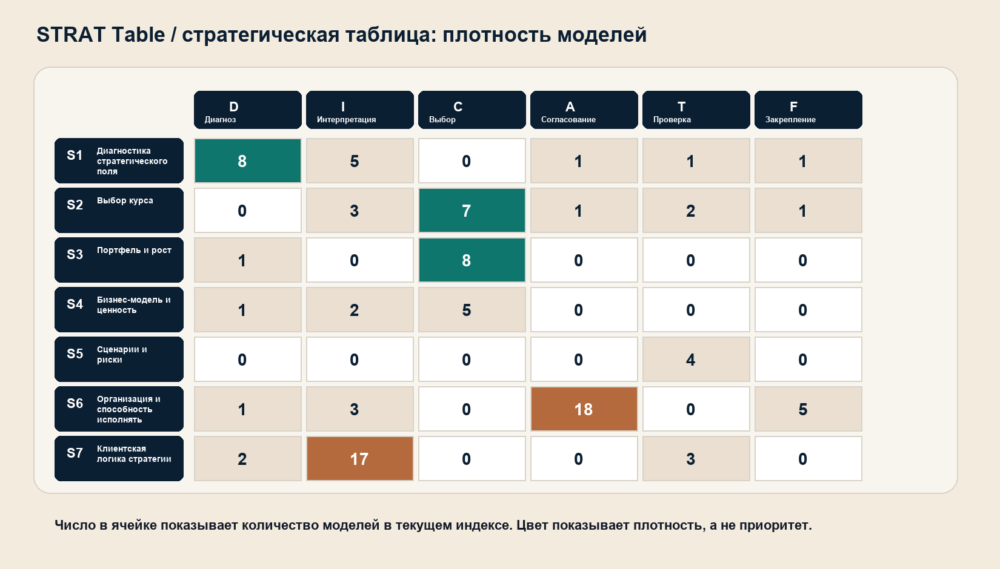 STRAT Table / стратегическая таблица: плотность моделей
D I C A T F
Диагноз Интерпретация Выбор Согласование Проверка Закрепление
S1 Диагностика
стратегического
поля
8 5 0 1 1 1
S2 Выбор курса
0 3 7 1 2 1
S3 Портфель и рост
1 0 8 0 0 0
S4 Бизнес-модель и
ценность
1 2 5 0 0 0
S5 Сценарии и
риски
0 0 0 0 4 0
S6 Организация и
способность
исполнять
1 3 0 18 0 5
S7 Клиентская
логика стратегии
2 17 0 0 3 0
Число в ячейке показывает количество моделей в текущем индексе. Цвет показывает плотность, а не приоритет.